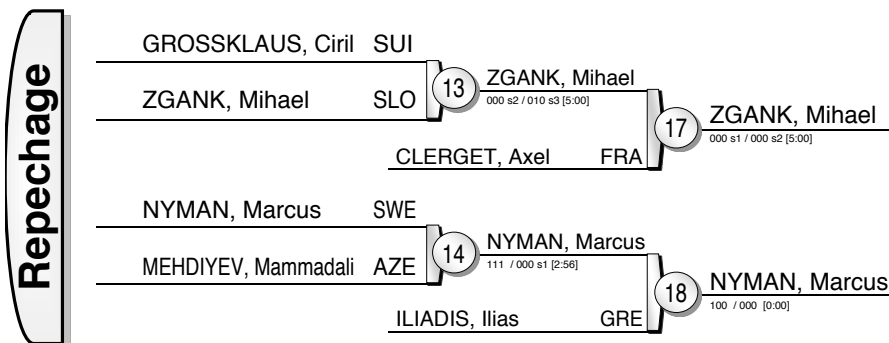 Repechage
GROSSKLAUS, Ciril SUI
ZGANK, Mihael SLO
13
ZGANK, Mihael
000 s2 / 010 s3 [5:00]
CLERGET, Axel FRA
17
ZGANK, Mihael
000 s1 / 000 s2 [5:00]
NYMAN, Marcus SWE
MEHDIYEV, Mammadali AZE
14
NYMAN, Marcus
111 / 000 s1 [2:56]
ILIADIS, Ilias GRE
18
NYMAN, Marcus
100 / 000 [0:00]